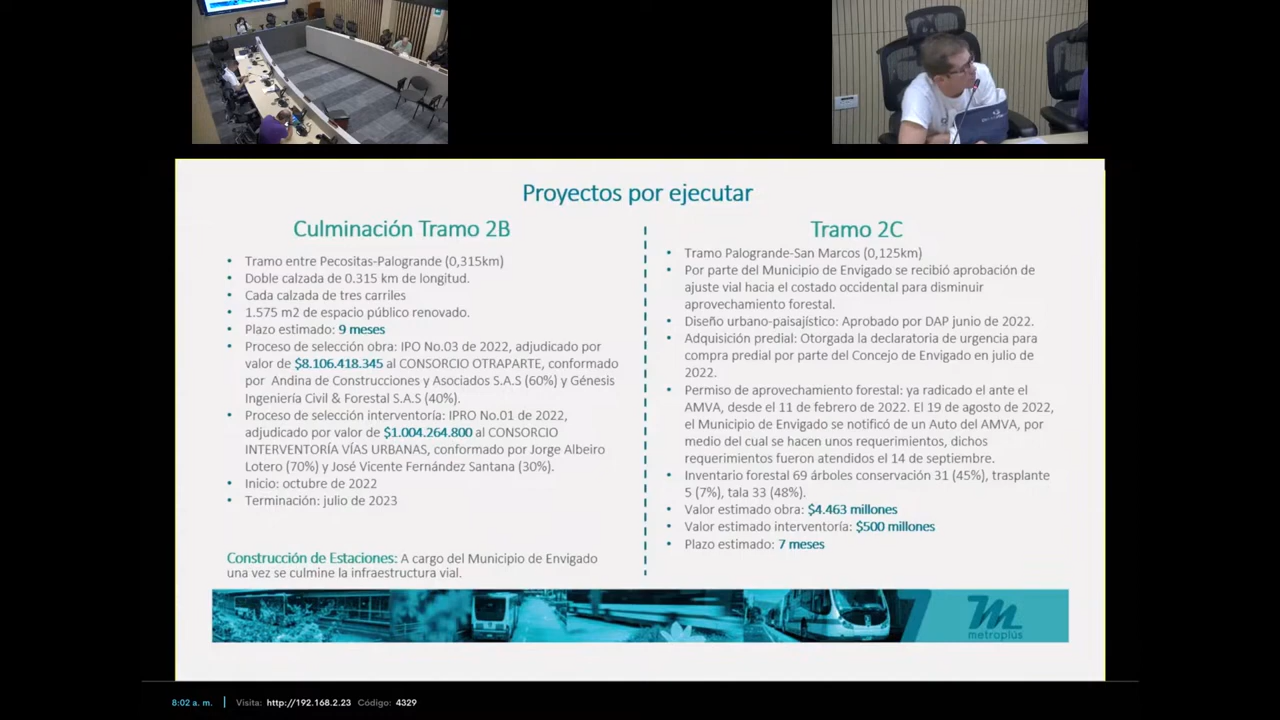 Proyectos por ejecutar
Culminación Tramo 2B
• Tramo entre Pecositas-Palogrande (0,315km)
• Doble calzada de 0.315 km de longitud.
• Cada calzada de tres carriles
• 1.575 m2 de espacio público renovado.
• Plazo estimado: 9 meses
• Proceso de selección obra: IPO No.03 de 2022, adjudicado por
valor de $8.106.418.345 al CONSORCIO OTRAPARTE, conformado
por Andina de Construcciones y Asociados S.A.S (60%) y Génesis
Ingeniería Civil & Forestal S.A.S (40%).
• Proceso de selección interventoría: IPRO No.01 de 2022,
adjudicado por valor de $1.004.264.800 al CONSORCIO
INTERVENTORÍA VÍAS URBANAS, conformado por Jorge Albeiro
Lotero (70%) y José Vicente Fernández Santana (30%).
• Inicio: octubre de 2022
• Terminación: julio de 2023
Construcción de Estaciones: A cargo del Municipio de Envigado
una vez se culmine la infraestructura vial.
Tramo 2C
• Tramo Palogrande-San Marcos (0,125km)
• Por parte del Municipio de Envigado se recibió aprobación de
ajuste vial hacia el costado occidental para disminuir
aprovechamiento forestal.
• Diseño urbano-paisajístico: Aprobado por DAP junio de 2022.
• Adquisición predial: Otorgada la declaratoria de urgencia para
compra predial por parte del Concejo de Envigado en julio de
2022.
• Permiso de aprovechamiento forestal: ya radicado el ante el
AMVA, desde el 11 de febrero de 2022. El 19 de agosto de 2022,
el Municipio de Envigado se notificó de un Auto del AMVA, por
medio del cual se hacen unos requerimientos, dichos
requerimientos fueron atendidos el 14 de septiembre.
• Inventario forestal 69 árboles conservación 31 (45%), trasplante
5 (7%), tala 33 (48%).
• Valor estimado obra: $4.463 millones
• Valor estimado interventoría: $500 millones
• Plazo estimado: 7 meses
metroplús
8:02 a. m. | Visita: http://192.168.2.23 Código: 4329